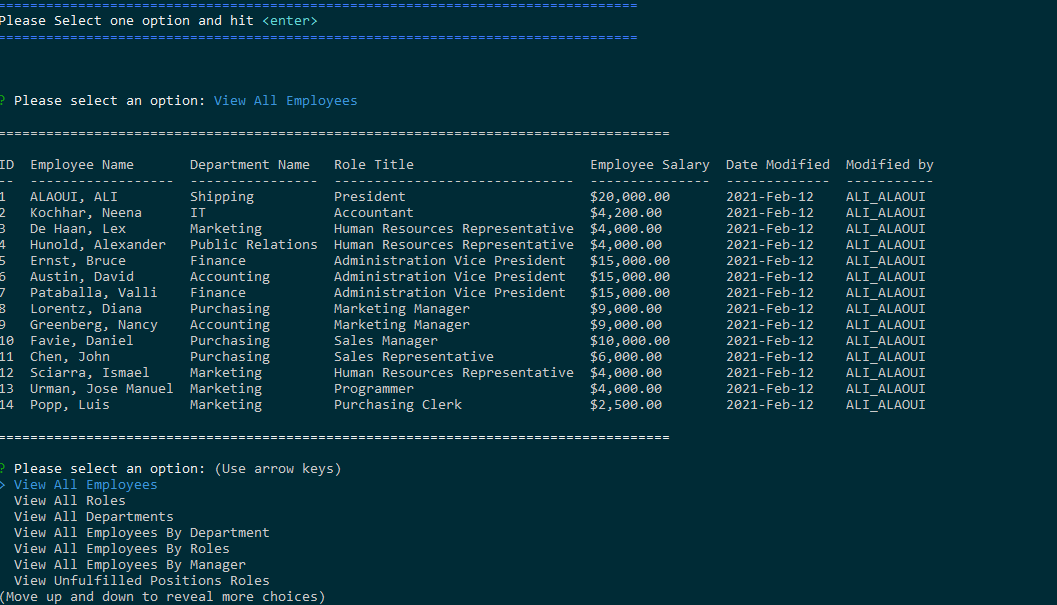 ================================================================================
Please Select one option and hit <enter>
================================================================================
? Please select an option: View All Employees
====================================================================================
ID  Employee Name       Department Name   Role Title                      Employee Salary  Date Modified  Modified by
--  ------------------  ----------------  ------------------------------  ---------------  -------------  -----------
1   ALAOUI, ALI         Shipping          President                       $20,000.00       2021-Feb-12    ALI_ALAOUI
2   Kochhar, Neena      IT                Accountant                      $4,200.00        2021-Feb-12    ALI_ALAOUI
3   De Haan, Lex        Marketing         Human Resources Representative  $4,000.00        2021-Feb-12    ALI_ALAOUI
4   Hunold, Alexander   Public Relations  Human Resources Representative  $4,000.00        2021-Feb-12    ALI_ALAOUI
5   Ernst, Bruce        Finance           Administration Vice President   $15,000.00       2021-Feb-12    ALI_ALAOUI
6   Austin, David       Accounting        Administration Vice President   $15,000.00       2021-Feb-12    ALI_ALAOUI
7   Pataballa, Valli    Finance           Administration Vice President   $15,000.00       2021-Feb-12    ALI_ALAOUI
8   Lorentz, Diana      Purchasing        Marketing Manager               $9,000.00        2021-Feb-12    ALI_ALAOUI
9   Greenberg, Nancy    Accounting        Marketing Manager               $9,000.00        2021-Feb-12    ALI_ALAOUI
10  Favie, Daniel       Purchasing        Sales Manager                   $10,000.00       2021-Feb-12    ALI_ALAOUI
11  Chen, John          Purchasing        Sales Representative            $6,000.00        2021-Feb-12    ALI_ALAOUI
12  Sciarra, Ismael     Marketing         Human Resources Representative  $4,000.00        2021-Feb-12    ALI_ALAOUI
13  Urman, Jose Manuel  Marketing         Programmer                      $4,000.00        2021-Feb-12    ALI_ALAOUI
14  Popp, Luis          Marketing         Purchasing Clerk                $2,500.00        2021-Feb-12    ALI_ALAOUI
====================================================================================
? Please select an option: (Use arrow keys)
> View All Employees
  View All Roles
  View All Departments
  View All Employees By Department
  View All Employees By Roles
  View All Employees By Manager
  View Unfulfilled Positions Roles
(Move up and down to reveal more choices)